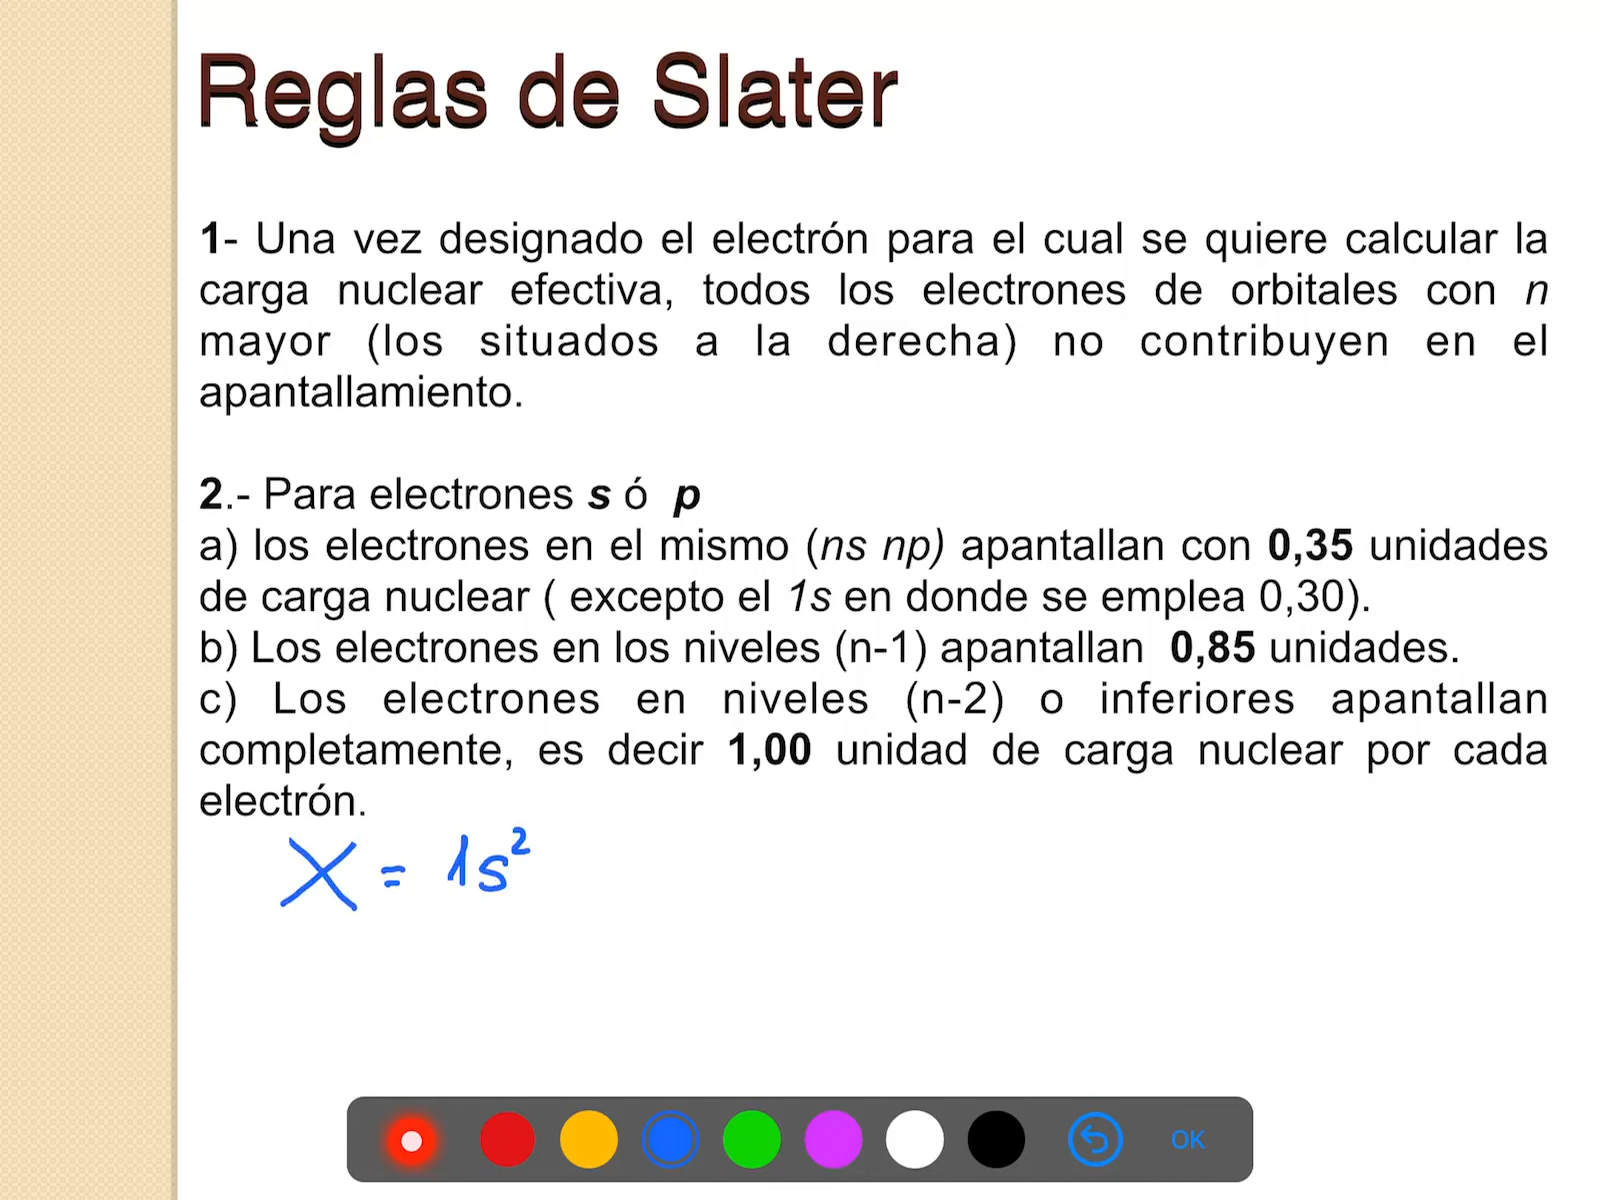 Reglas de Slater
1- Una vez designado el electrón para el cual se quiere calcular la
carga nuclear efectiva, todos los electrones de orbitales con n
mayor (los situados a la derecha) no contribuyen en el
apantallamiento.
2.- Para electrones s ó p
a) los electrones en el mismo (ns np) apantallan con 0,35 unidades
de carga nuclear ( excepto el 1s en donde se emplea 0,30).
b) Los electrones en los niveles (n-1) apantallan 0,85 unidades.
c) Los electrones en niveles (n-2) o inferiores apantallan
completamente, es decir 1,00 unidad de carga nuclear por cada
electrón.
X = 1s²
OK